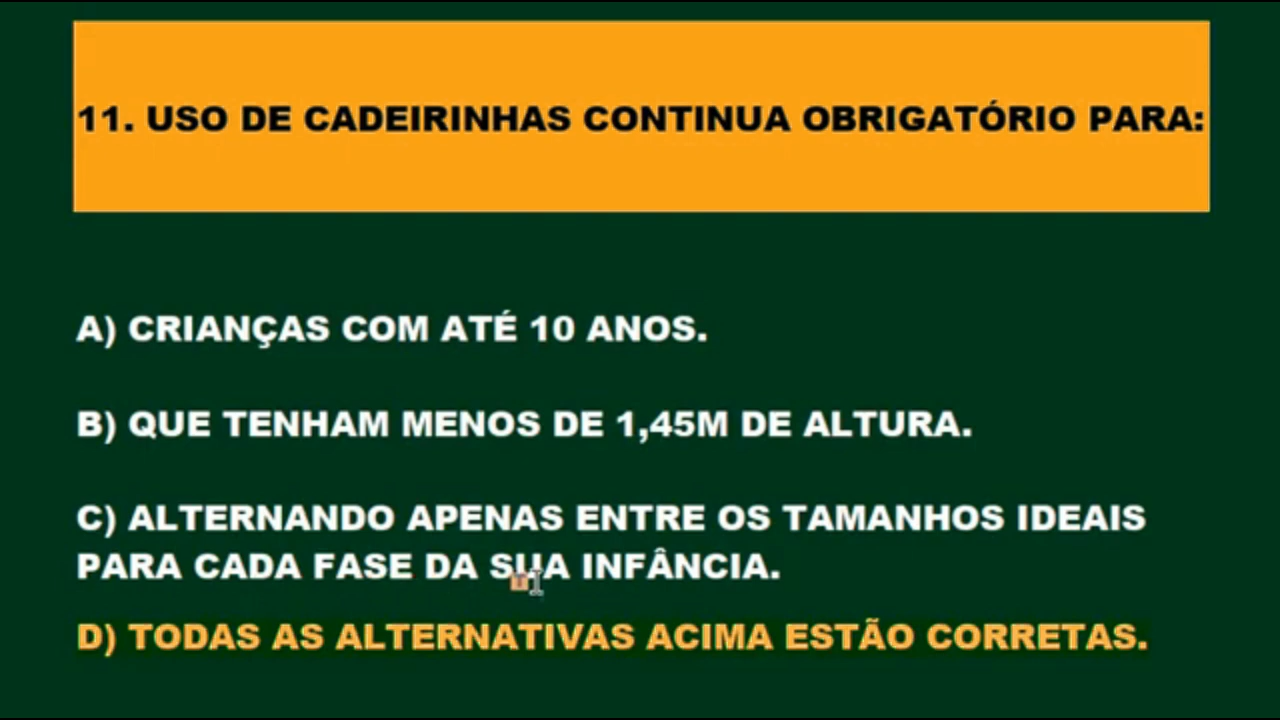 11. USO DE CADEIRINHAS CONTINUA OBRIGATÓRIO PARA:
A) CRIANÇAS COM ATÉ 10 ANOS.
B) QUE TENHAM MENOS DE 1,45M DE ALTURA.
C) ALTERNANDO APENAS ENTRE OS TAMANHOS IDEAIS
PARA CADA FASE DA SUA INFÂNCIA.
D) TODAS AS ALTERNATIVAS ACIMA ESTÃO CORRETAS.